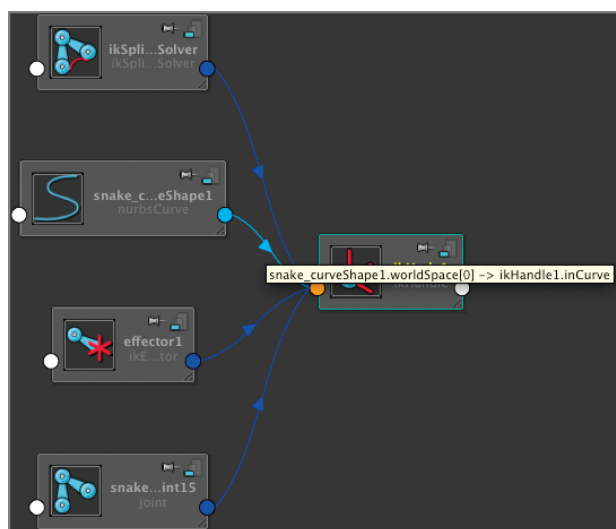 ikSpli...Solver
ikSpli...Solver
snake_c...eShape1
nurbsCurve
snake_curveShape1.worldSpace[0] -> ikHandle1.inCurve
effector1
ikE...tor
snake...int15
joint